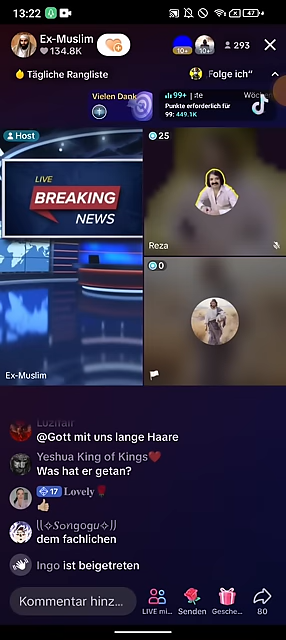 13:22
47
Ex-Muslim
134.8K
10+
10+
293
Tägliche Rangliste
Folge ich“
Vielen Dank
99+
Punkte erforderlich für
99: 449.1K
Host
LIVE
BREAKING
NEWS
Ex-Muslim
25
Reza
0
@Gott mit uns lange Haare
Yeshua King of Kings❤️
Was hat er getan?
17 Lovely🌹
👍🏼
dem fachlichen
Ingo ist beigetreten
Kommentar hinz...
LIVE mi...
Senden
Gesche...
80